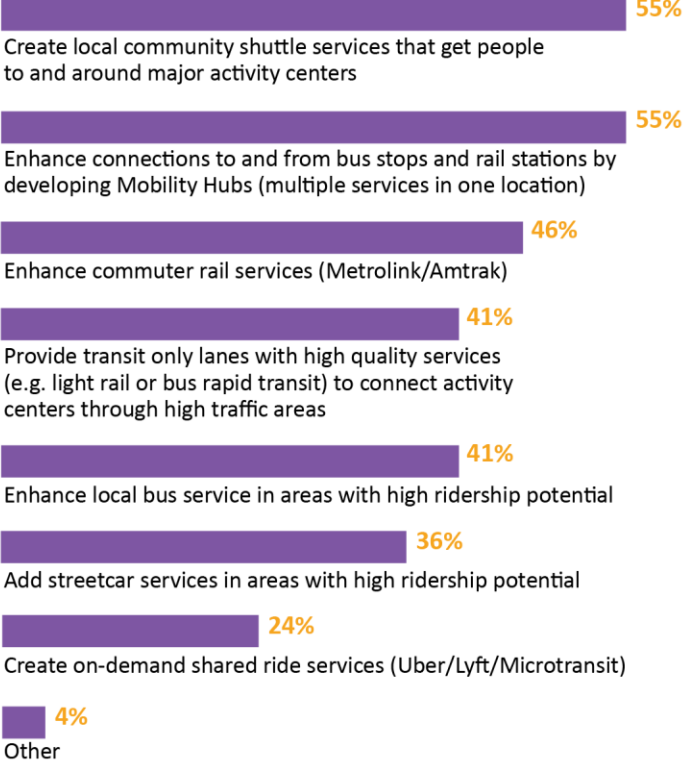 55%
Create local community shuttle services that get people
to and around major activity centers
55%
Enhance connections to and from bus stops and rail stations by
developing Mobility Hubs (multiple services in one location)
46%
Enhance commuter rail services (Metrolink/Amtrak)
41%
Provide transit only lanes with high quality services
(e.g. light rail or bus rapid transit) to connect activity
centers through high traffic areas
41%
Enhance local bus service in areas with high ridership potential
36%
Add streetcar services in areas with high ridership potential
24%
Create on-demand shared ride services (Uber/Lyft/Microtransit)
4%
Other